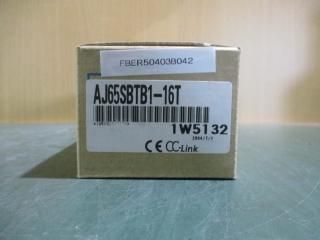 FBER50403B042
AJ65SBTB1-16T
1W5132
CE CC-Link